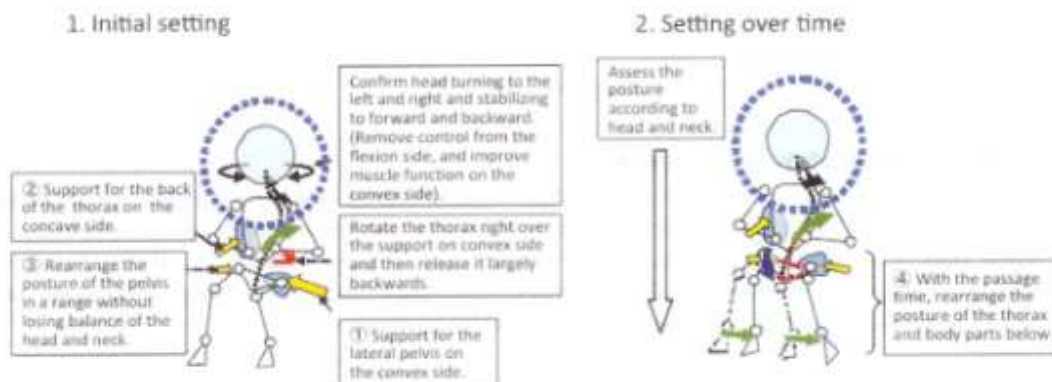 1. Initial setting
Confirm head turning to the
left and right and stabilizing
to forward and backward.
(Remove control from the
flexion side, and improve
muscle function on the
convex side).
② Support for the back
of the thorax on the
concave side.
Rotate the thorax right over
the support on convex side
and then release it largely
backwards.
③ Rearrange the
posture of the pelvis
in a range without
losing balance of the
head and neck.
① Support for the
lateral pelvis on
the convex side.
2. Setting over time
Assess the
posture
according to
head and neck
④ With the passage
time, rearrange the
posture of the thorax
and body parts below